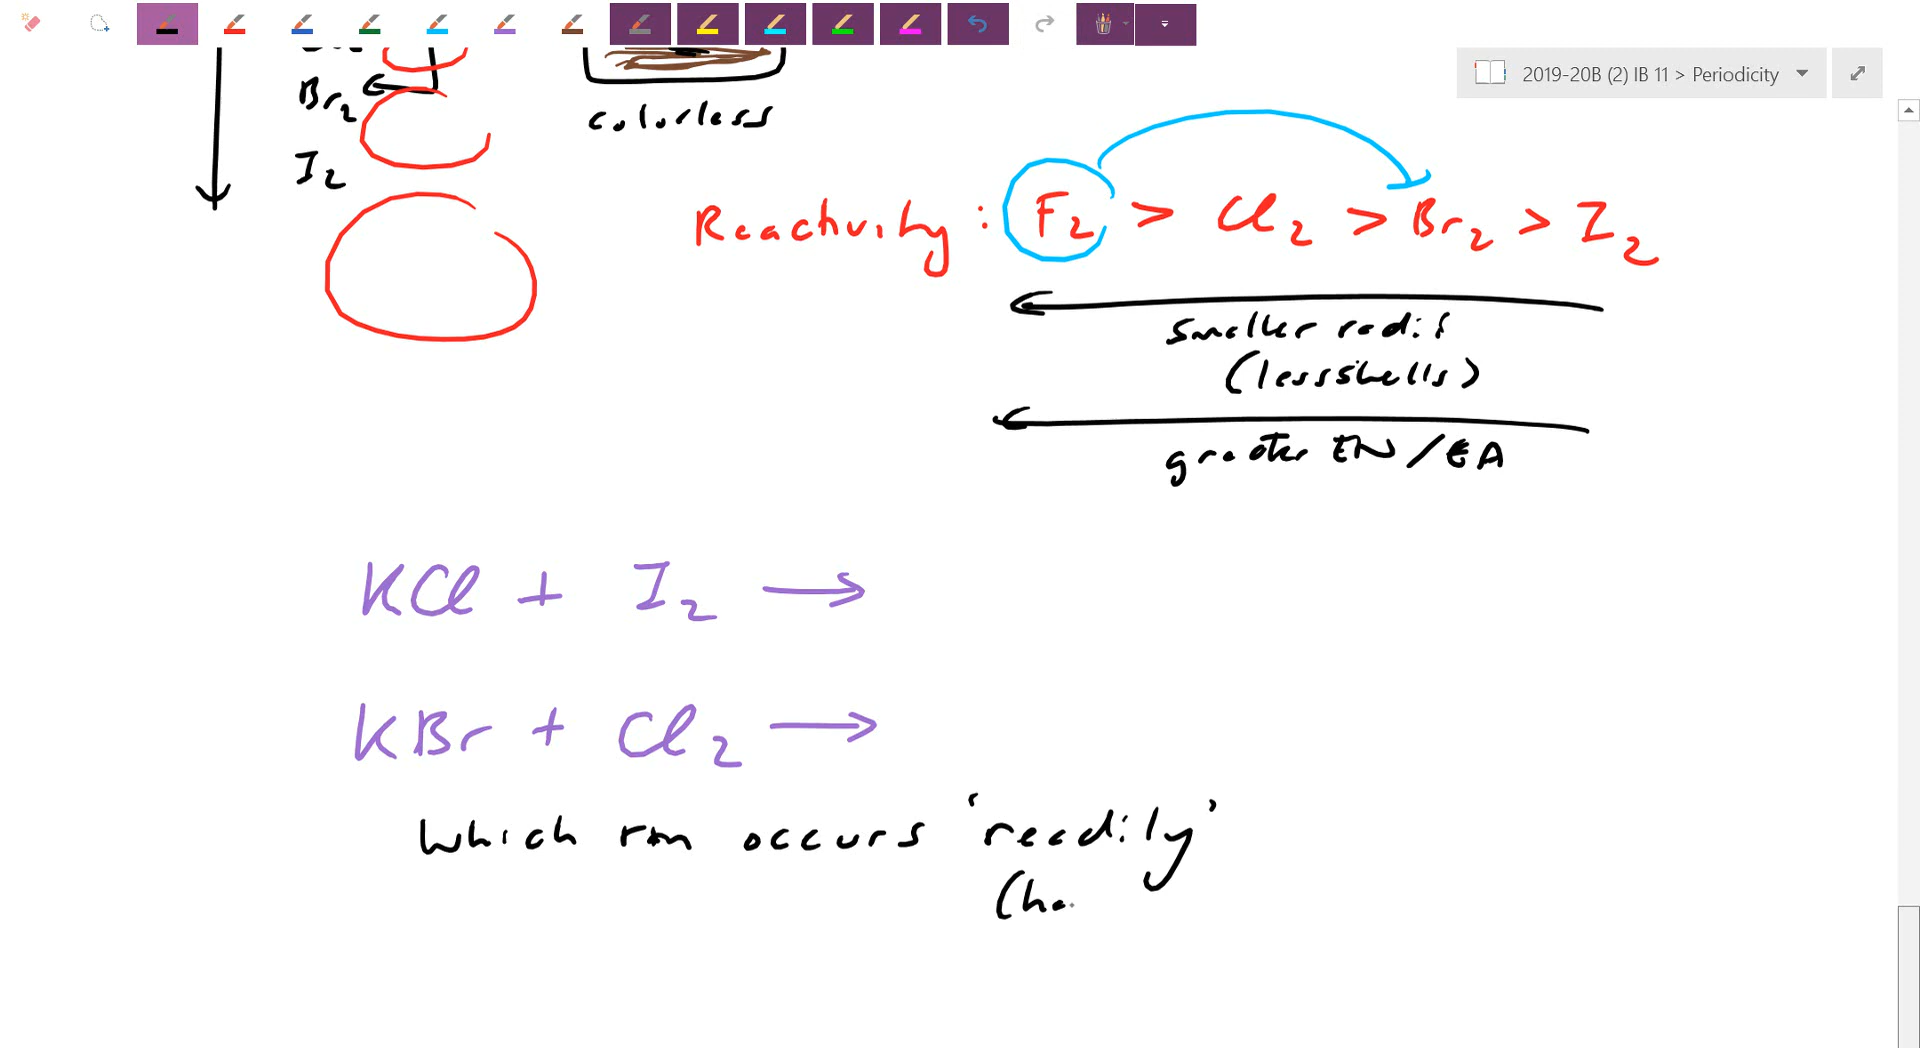 2019-20B (2) IB 11 > Periodicity
Br₂
colorless
I₂
Reactivity : F₂ > Cl₂ > Br₂ > I₂
smaller radii
(less shells)
greater EN / EA
KCl + I₂ →
KBr + Cl₂ →
Which rxn occurs 'readily'
(ha